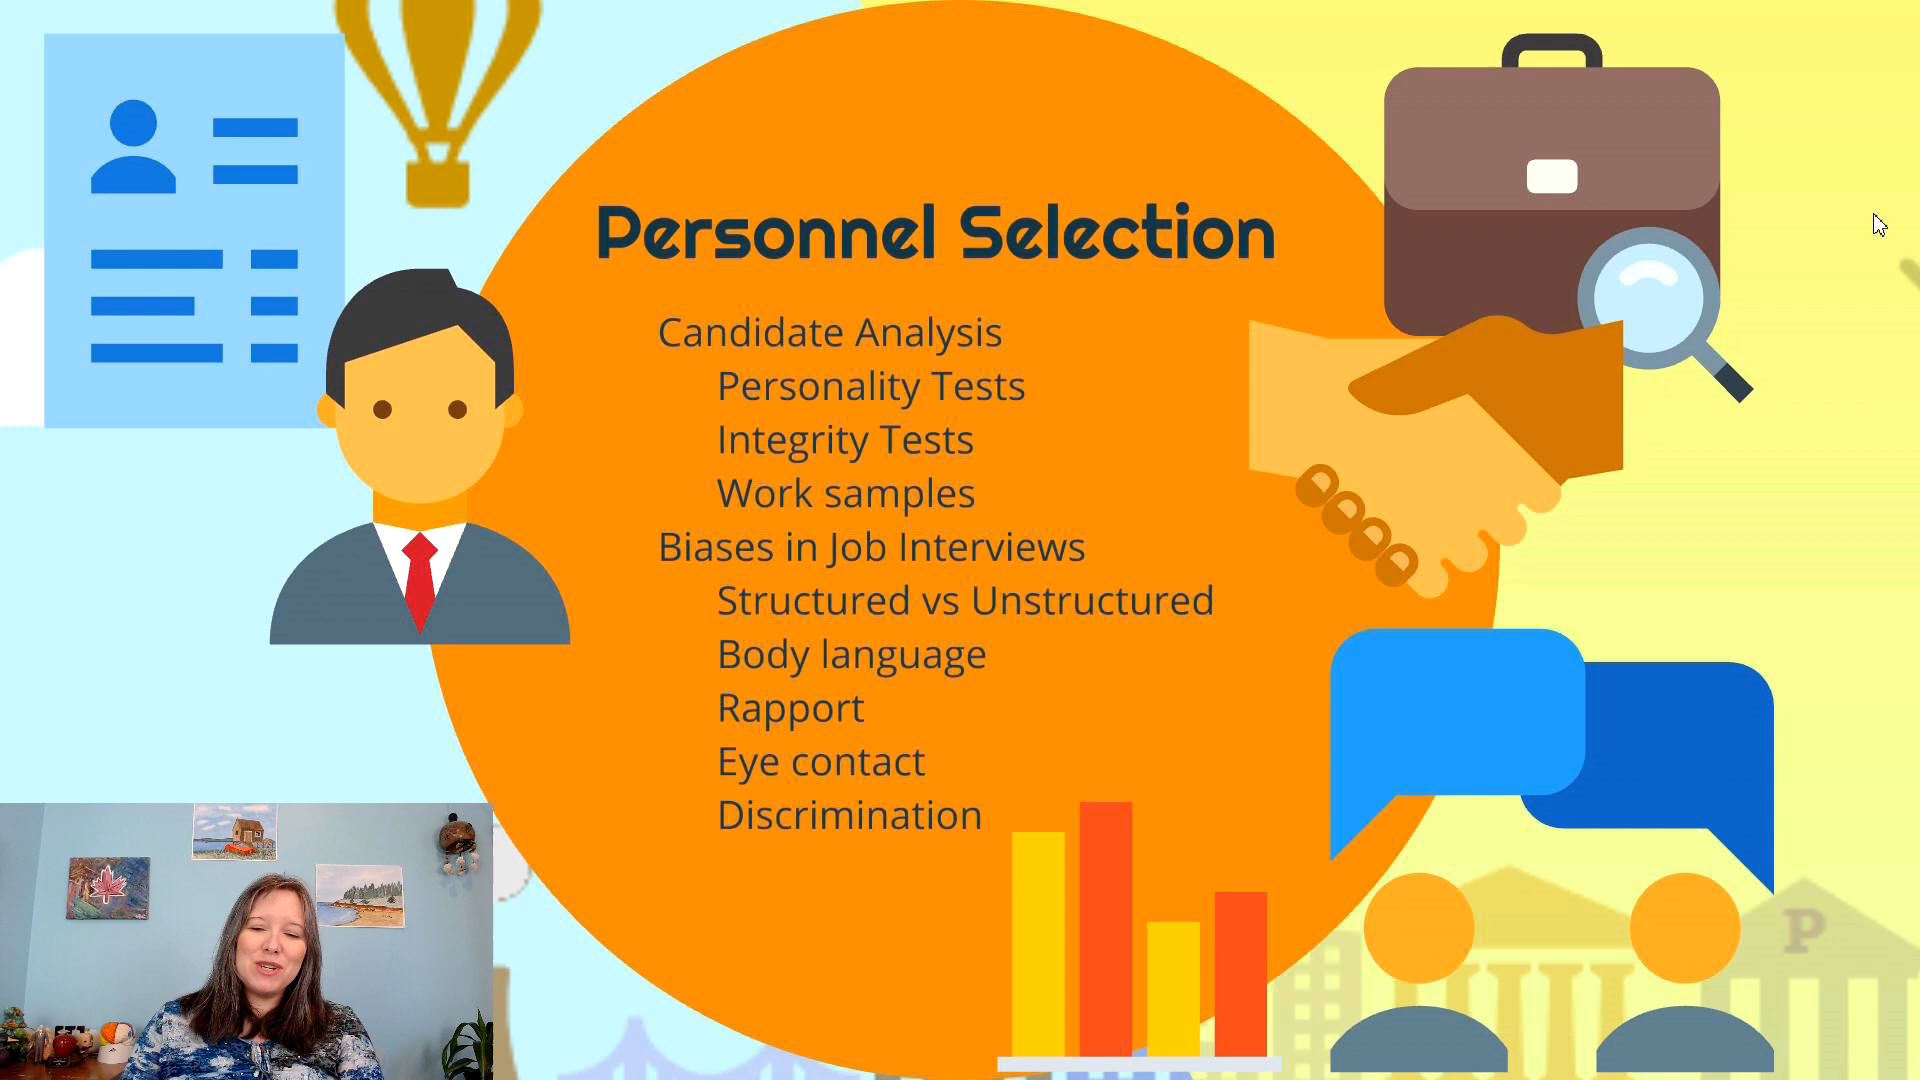 Personnel Selection
Candidate Analysis
Personality Tests
Integrity Tests
Work samples
Biases in Job Interviews
Structured vs Unstructured
Body language
Rapport
Eye contact
Discrimination
P